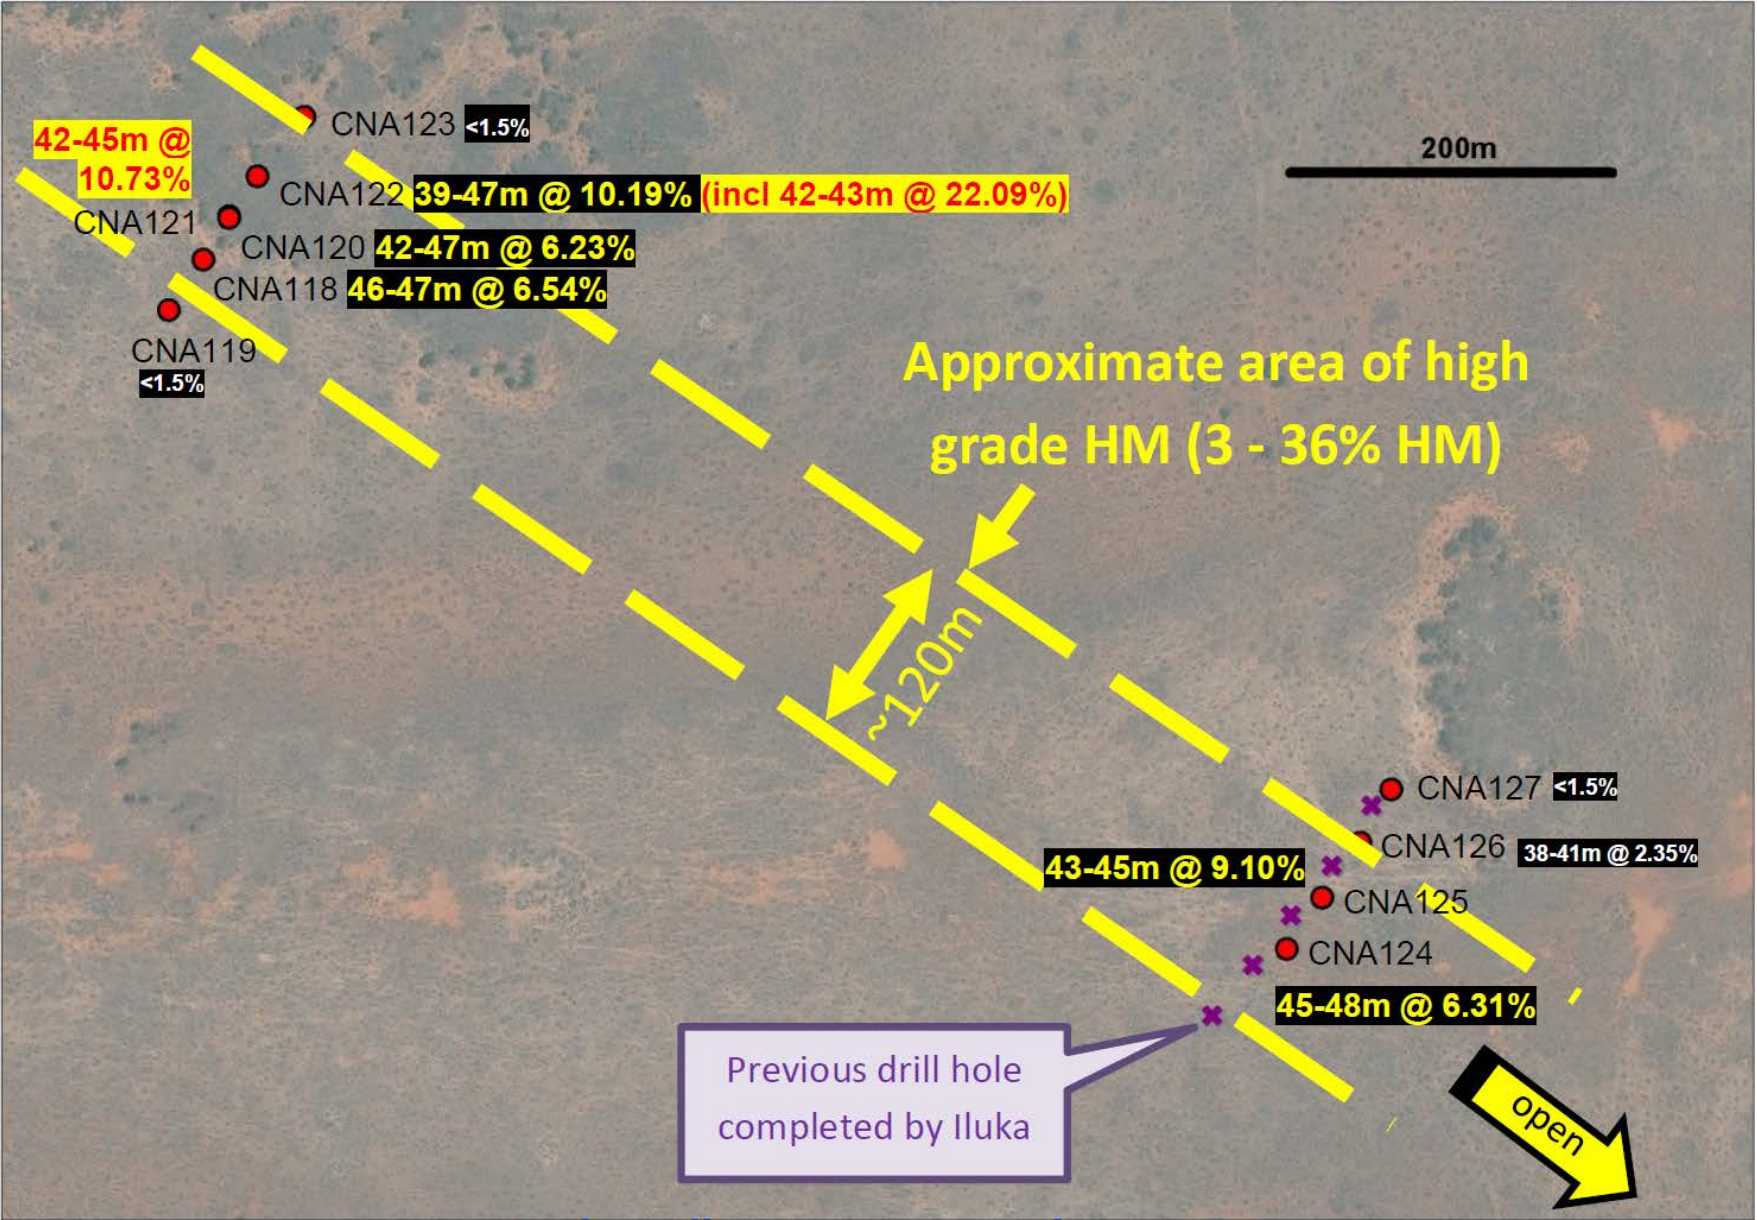 CNA123 <1.5%
42-45m @
10.73%
CNA122 39-47m @ 10.19% (incl 42-43m @ 22.09%)
CNA121
CNA120 42-47m @ 6.23%
CNA118 46-47m @ 6.54%
CNA119
<1.5%
200m
Approximate area of high
grade HM (3 - 36% HM)
~120m
CNA127 <1.5%
CNA126 38-41m @ 2.35%
43-45m @ 9.10%
CNA125
CNA124
45-48m @ 6.31%
Previous drill hole
completed by Iluka
open